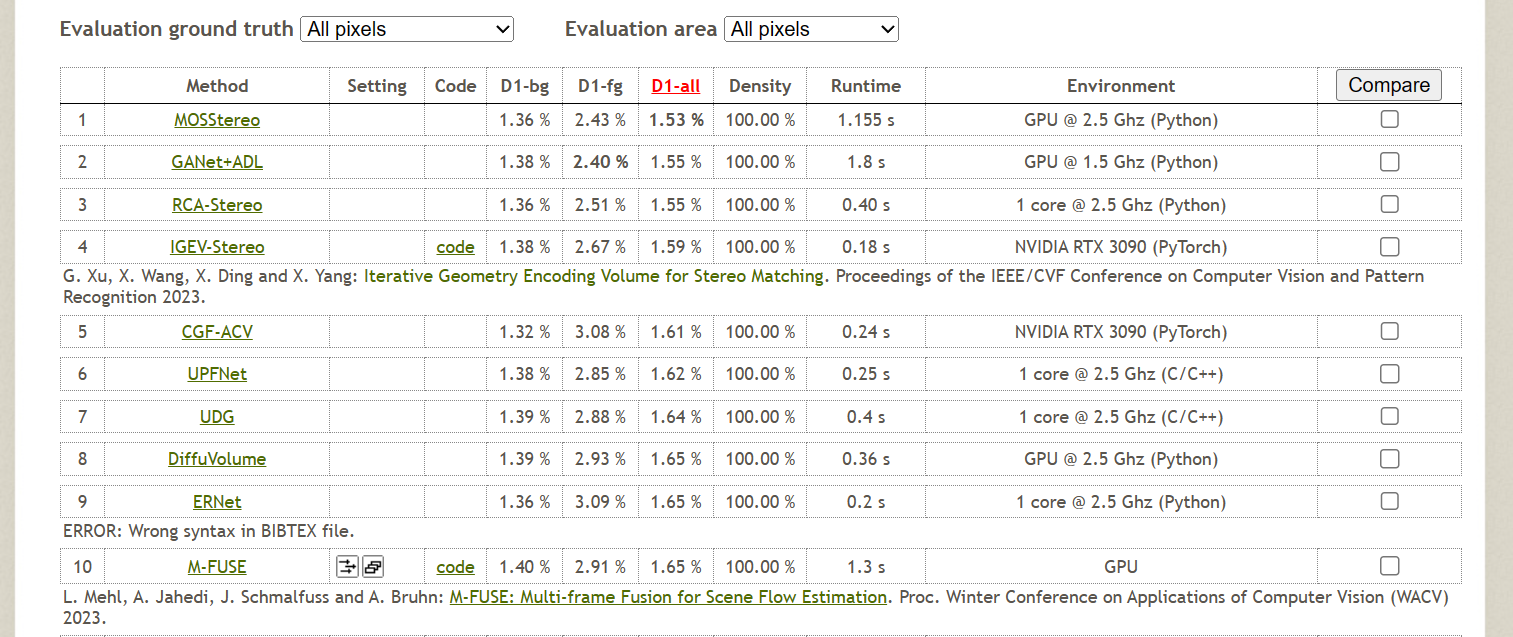 Evaluation ground truth All pixels Evaluation area All pixels
Method Setting Code D1-bg D1-fg D1-all Density Runtime Environment Compare
1 MOSStereo 1.36 % 2.43 % 1.53 % 100.00 % 1.155 s GPU @ 2.5 Ghz (Python)
2 GANet+ADL 1.38 % 2.40 % 1.55 % 100.00 % 1.8 s GPU @ 1.5 Ghz (Python)
3 RCA-Stereo 1.36 % 2.51 % 1.55 % 100.00 % 0.40 s 1 core @ 2.5 Ghz (Python)
4 IGEV-Stereo code 1.38 % 2.67 % 1.59 % 100.00 % 0.18 s NVIDIA RTX 3090 (PyTorch)
G. Xu, X. Wang, X. Ding and X. Yang: Iterative Geometry Encoding Volume for Stereo Matching. Proceedings of the IEEE/CVF Conference on Computer Vision and Pattern
Recognition 2023.
5 CGF-ACV 1.32 % 3.08 % 1.61 % 100.00 % 0.24 s NVIDIA RTX 3090 (PyTorch)
6 UPFNet 1.38 % 2.85 % 1.62 % 100.00 % 0.25 s 1 core @ 2.5 Ghz (C/C++)
7 UDG 1.39 % 2.88 % 1.64 % 100.00 % 0.4 s 1 core @ 2.5 Ghz (C/C++)
8 DiffuVolume 1.39 % 2.93 % 1.65 % 100.00 % 0.36 s GPU @ 2.5 Ghz (Python)
9 ERNet 1.36 % 3.09 % 1.65 % 100.00 % 0.2 s 1 core @ 2.5 Ghz (Python)
ERROR: Wrong syntax in BIBTEX file.
10 M-FUSE code 1.40 % 2.91 % 1.65 % 100.00 % 1.3 s GPU
L. Mehl, A. Jahedi, J. Schmalfuss and A. Bruhn: M-FUSE: Multi-frame Fusion for Scene Flow Estimation. Proc. Winter Conference on Applications of Computer Vision (WACV)
2023.